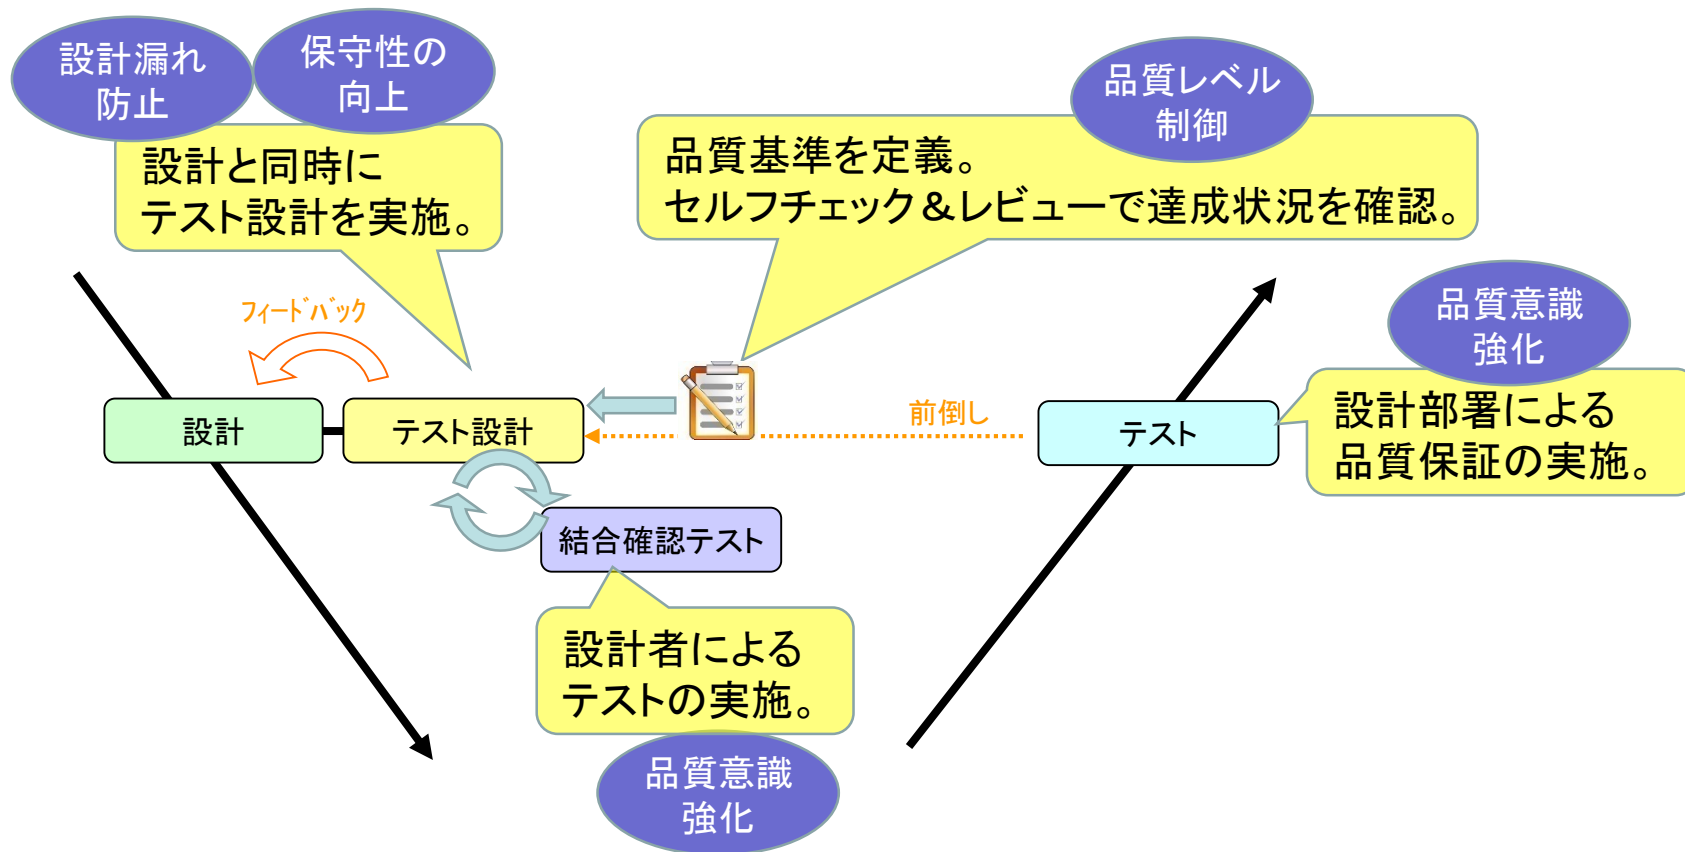 設計漏れ
防止
保守性の
向上
品質レベル
制御
設計と同時に
テスト設計を実施。
品質基準を定義。
セルフチェック＆レビューで達成状況を確認。
フィードバック
品質意識
強化
設計
テスト設計
前倒し
テスト
設計部署による
品質保証の実施。
結合確認テスト
設計者による
テストの実施。
品質意識
強化